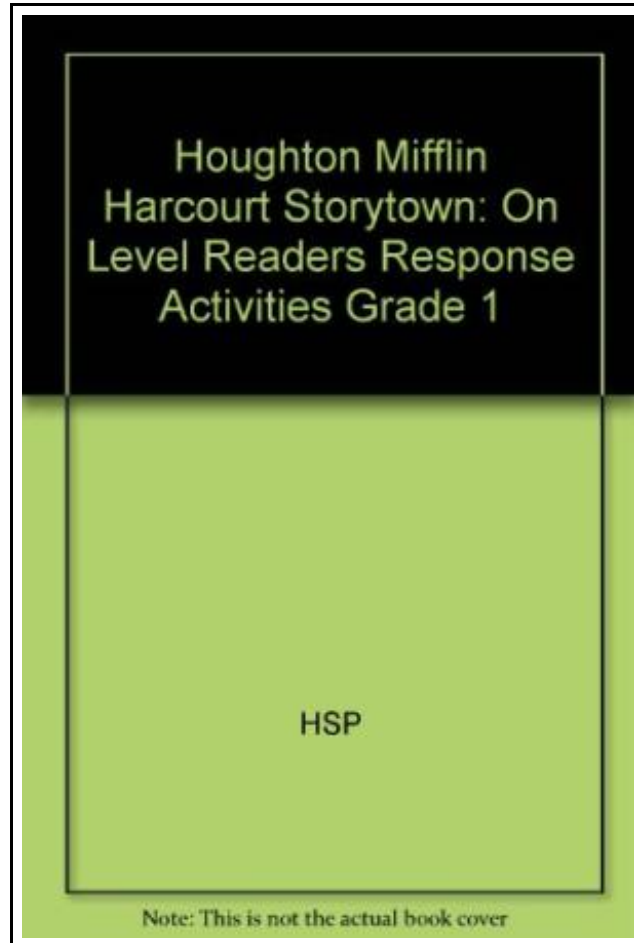 Houghton Mifflin
Harcourt Storytown: On
Level Readers Response
Activities Grade 1
HSP
Note: This is not the actual book cover